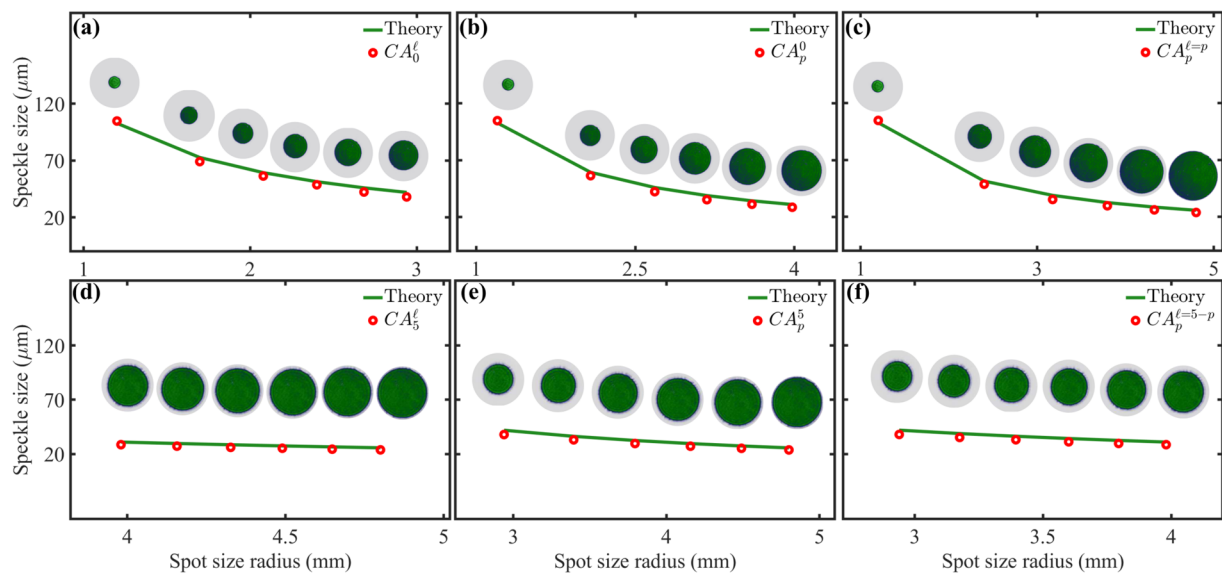 (a)
Theory
CA_0^ℓ
(b)
Theory
CA_p^0
(c)
Theory
CA_p^{ℓ=p}
Speckle size (μm)
120
70
20
1 2 3
1 2.5 4
1 3 5
(d)
Theory
CA_5^ℓ
(e)
Theory
CA_p^5
(f)
Theory
CA_p^{ℓ=5−p}
Speckle size (μm)
120
70
20
4 4.5 5
3 4 5
3 3.5 4
Spot size radius (mm)
Spot size radius (mm)
Spot size radius (mm)